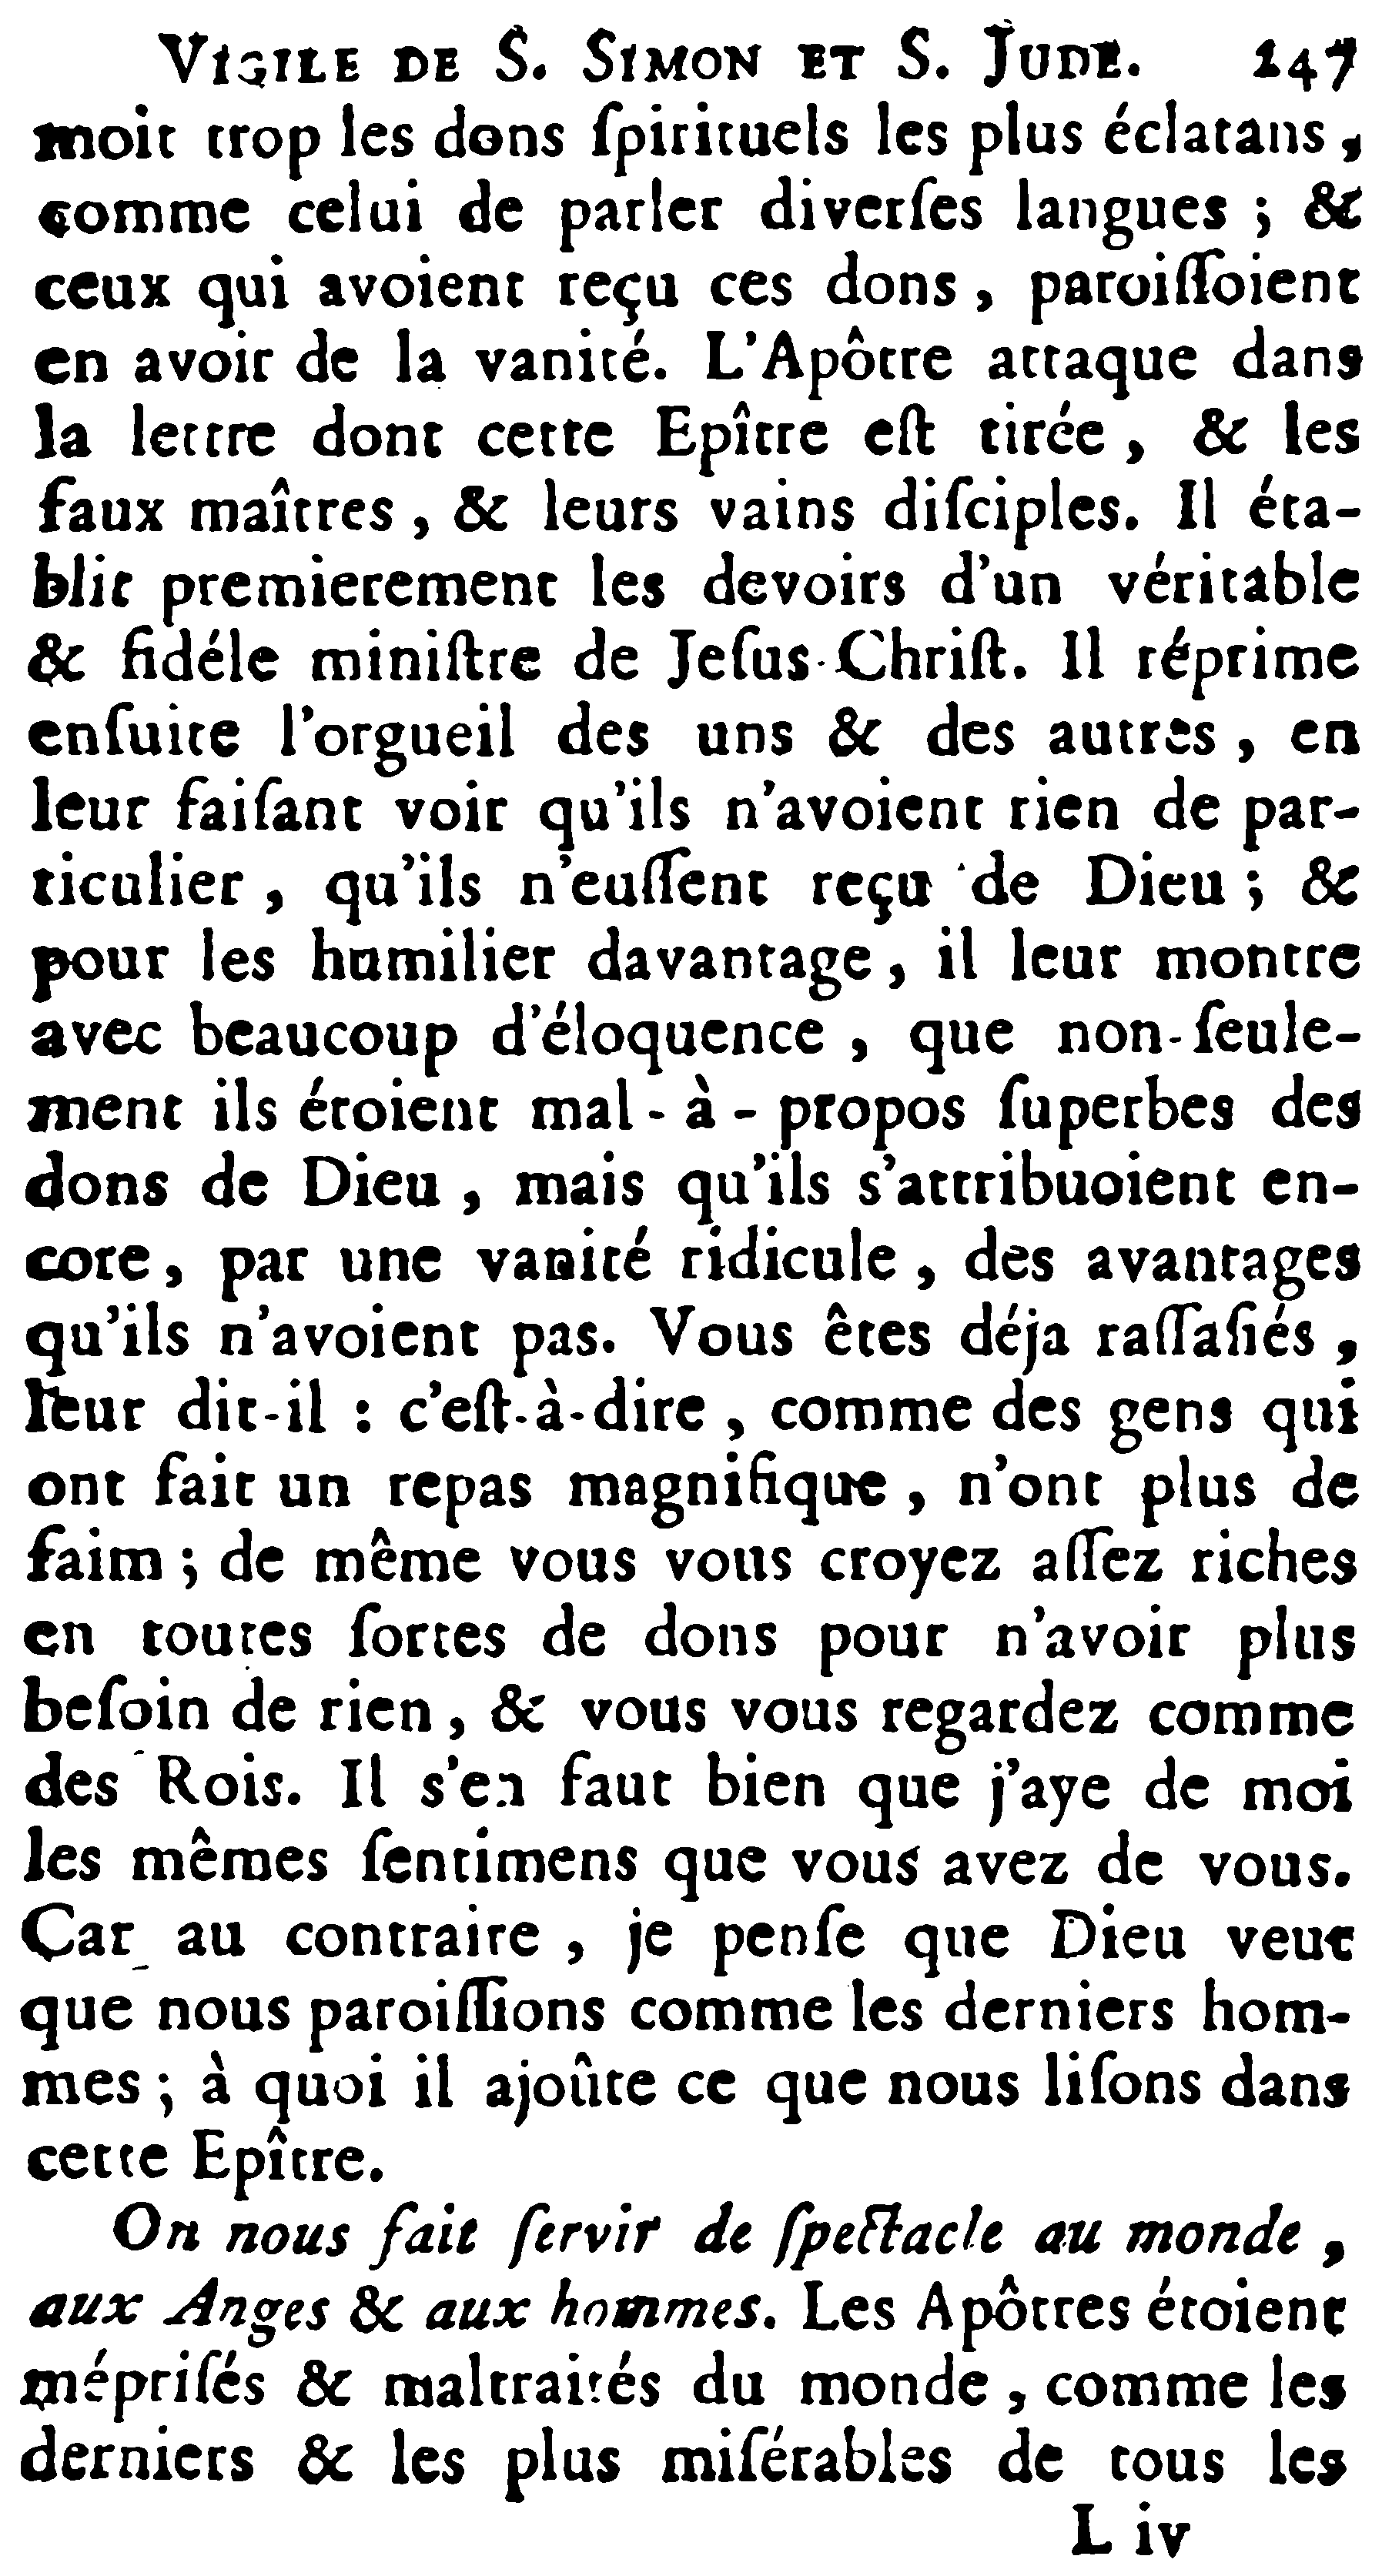 VIGILE DE S. SIMON ET S. JUDE. 247
moit trop les dons ſpirituels les plus éclatans,
comme celui de parler diverſes langues ; &
ceux qui avoient reçu ces dons, paroiſſoient
en avoir de la vanité. L'Apôtre attaque dans
la lettre dont cette Epître eſt tirée, & les
faux maîtres, & leurs vains diſciples. Il éta-
blit premierement les devoirs d'un véritable
& fidéle miniſtre de Jeſus-Chriſt. Il réprime
enſuite l'orgueil des uns & des autres, en
leur faiſant voir qu'ils n'avoient rien de par-
ticulier, qu'ils n'euſſent reçu de Dieu ; &
pour les humilier davantage, il leur montre
avec beaucoup d'éloquence, que non-ſeule-
ment ils étoient mal-à-propos ſuperbes des
dons de Dieu, mais qu'ils s'attribuoient en-
core, par une vanité ridicule, des avantages
qu'ils n'avoient pas. Vous êtes déja raſſaſiés,
leur dit-il : c'eſt-à-dire, comme des gens qui
ont fait un repas magnifique, n'ont plus de
faim ; de même vous vous croyez aſſez riches
en toutes ſortes de dons pour n'avoir plus
beſoin de rien, & vous vous regardez comme
des Rois. Il s'en faut bien que j'aye de moi
les mêmes ſentimens que vous avez de vous.
Car au contraire, je penſe que Dieu veut
que nous paroiſſions comme les derniers hom-
mes ; à quoi il ajoûte ce que nous liſons dans
cette Epître.
On nous fait ſervir de ſpectacle au monde,
aux Anges & aux hommes. Les Apôtres étoient
mépriſés & maltraités du monde, comme les
derniers & les plus miſérables de tous les
L iv